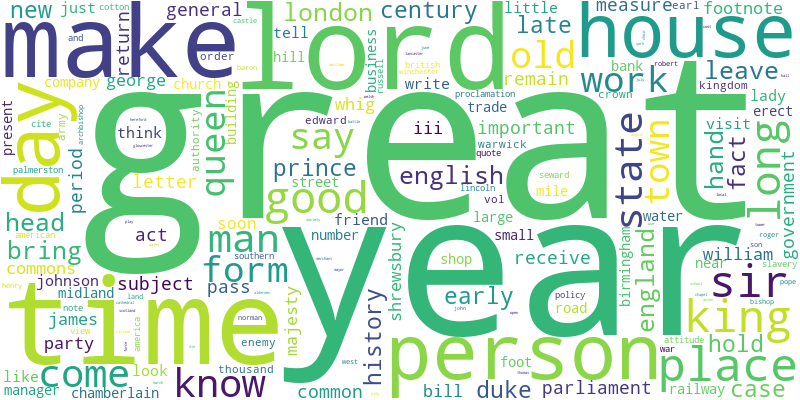 new just cotton general
castle
london
century little measure earl footnote
make
lord
house
return
tell
late
hill
business
russell
order
baron
british
winchester
old
work
bank
leave
remain
crown
kingdom
company george church
building
day
great
queen
present
cite
army
archbishop
think
authority
whig
write
proclamation
trade
edward
iii
important
say
warwick
quote
state
town
hand
fact
visit
lady
erect
long
government
palmerston
period
letter
prince
english
seward
mile
lincoln
vol
street
good
large
head
american
act
soon
man
friend
number
small
water
william
roger
son
slavery
near
pope
bring
commons
southern
form
majesty
history
shrewsbury
shop
receive
birmingham
england
sir
johnson subject
midland
pass
year
early
policy
road
henry
note
land
james
view
america
time
norman
enemy
john
king
bishop
party
person
war
attitude
hold
place
like
come
look
thousand
know
west
foot
manager chamberlain
common
bill duke parliament
railway case